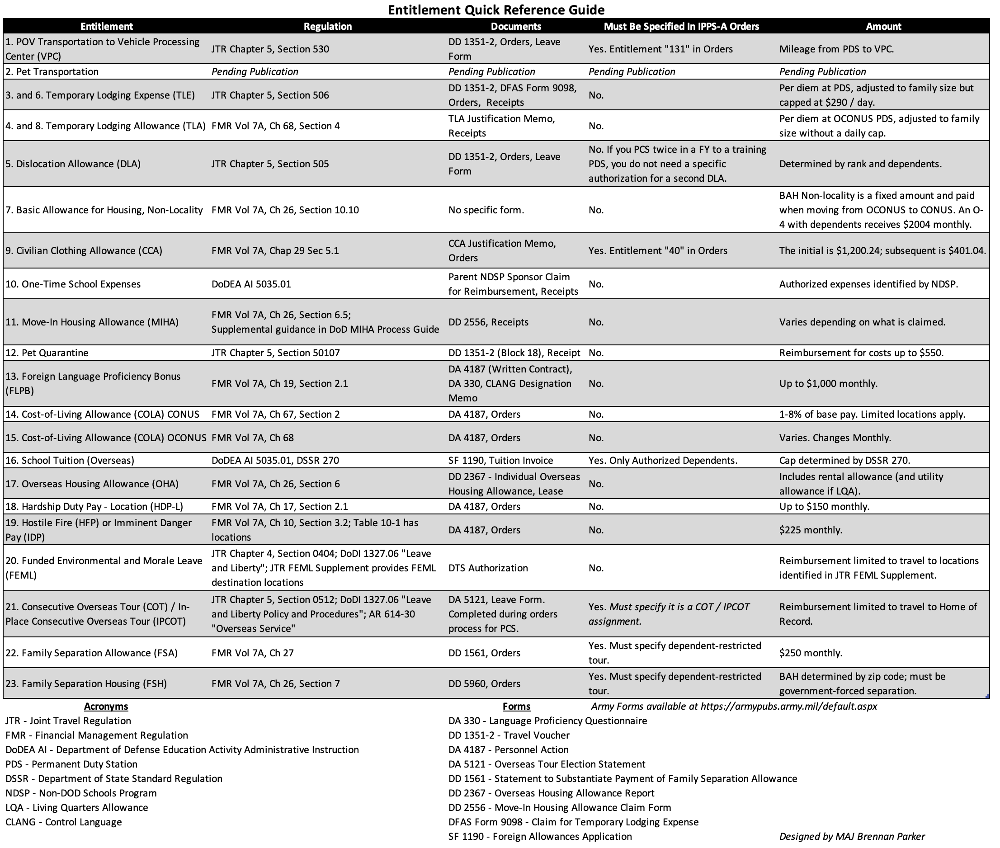 Entitlement Quick Reference Guide
Entitlement Regulation Documents Must Be Specified In IPPS-A Orders Amount
1. POV Transportation to Vehicle Processing
Center (VPC)
JTR Chapter 5, Section 530
DD 1351-2, Orders, Leave
Form
Yes. Entitlement "131" in Orders
Mileage from PDS to VPC.
2. Pet Transportation
Pending Publication
Pending Publication
Pending Publication
Pending Publication
3. and 6. Temporary Lodging Expense (TLE)
JTR Chapter 5, Section 506
DD 1351-2, DFAS Form 9098,
Orders, Receipts
No.
Per diem at PDS, adjusted to family size but
capped at $290 / day.
4. and 8. Temporary Lodging Allowance (TLA)
FMR Vol 7A, Ch 68, Section 4
TLA Justification Memo,
Receipts
No.
Per diem at OCONUS PDS, adjusted to family
size without a daily cap.
5. Dislocation Allowance (DLA)
JTR Chapter 5, Section 505
DD 1351-2, Orders, Leave
Form
No. If you PCS twice in a FY to a training
PDS, you do not need a specific
authorization for a second DLA.
Determined by rank and dependents.
7. Basic Allowance for Housing, Non-Locality
FMR Vol 7A, Ch 26, Section 10.10
No specific form.
No.
BAH Non-locality is a fixed amount and paid
when moving from OCONUS to CONUS. An O-
4 with dependents receives $2004 monthly.
9. Civilian Clothing Allowance (CCA)
FMR Vol 7A, Chap 29 Sec 5.1
CCA Justification Memo,
Orders
Yes. Entitlement "40" in Orders
The initial is $1,200.24; subsequent is $401.04.
10. One-Time School Expenses
DoDEA AI 5035.01
Parent NDSP Sponsor Claim
for Reimbursement, Receipts
No.
Authorized expenses identified by NDSP.
11. Move-In Housing Allowance (MIHA)
FMR Vol 7A, Ch 26, Section 6.5;
Supplemental guidance in DoD MIHA Process Guide
DD 2556, Receipts
No.
Varies depending on what is claimed.
12. Pet Quarantine
JTR Chapter 5, Section 50107
DD 1351-2 (Block 18), Receipt
No.
Reimbursement for costs up to $550.
13. Foreign Language Proficiency Bonus
(FLPB)
FMR Vol 7A, Ch 19, Section 2.1
DA 4187 (Written Contract),
DA 330, CLANG Designation
Memo
No.
Up to $1,000 monthly.
14. Cost-of-Living Allowance (COLA) CONUS
FMR Vol 7A, Ch 67, Section 2
DA 4187, Orders
No.
1-8% of base pay. Limited locations apply.
15. Cost-of-Living Allowance (COLA) OCONUS
FMR Vol 7A, Ch 68
DA 4187, Orders
No.
Varies. Changes Monthly.
16. School Tuition (Overseas)
DoDEA AI 5035.01, DSSR 270
SF 1190, Tuition Invoice
Yes. Only Authorized Dependents.
Cap determined by DSSR 270.
17. Overseas Housing Allowance (OHA)
FMR Vol 7A, Ch 26, Section 6
DD 2367 - Individual Overseas
Housing Allowance, Lease
No.
Includes rental allowance (and utility
allowance if LQA).
18. Hardship Duty Pay - Location (HDP-L)
FMR Vol 7A, Ch 17, Section 2.1
DA 4187, Orders
No.
Up to $150 monthly.
19. Hostile Fire (HFP) or Imminent Danger
Pay (IDP)
FMR Vol 7A, Ch 10, Section 3.2; Table 10-1 has
locations
DA 4187, Orders
No.
$225 monthly.
20. Funded Environmental and Morale Leave
(FEML)
JTR Chapter 4, Section 0404; DoDI 1327.06 "Leave
and Liberty"; JTR FEML Supplement provides FEML
destination locations
DTS Authorization
No.
Reimbursement limited to travel to locations
identified in JTR FEML Supplement.
21. Consecutive Overseas Tour (COT) / In-
Place Consecutive Overseas Tour (IPCOT)
JTR Chapter 5, Section 0512; DoDI 1327.06 "Leave
and Liberty Policy and Procedures"; AR 614-30
"Overseas Service"
DA 5121, Leave Form.
Completed during orders
process for PCS.
Yes. Must specify it is a COT / IPCOT
assignment.
Reimbursement limited to travel to Home of
Record.
22. Family Separation Allowance (FSA)
FMR Vol 7A, Ch 27
DD 1561, Orders
Yes. Must specify dependent-restricted
tour.
$250 monthly.
23. Family Separation Housing (FSH)
FMR Vol 7A, Ch 26, Section 7
DD 5960, Orders
Yes. Must specify dependent-restricted
tour.
BAH determined by zip code; must be
government-forced separation.
Acronyms
JTR - Joint Travel Regulation
FMR - Financial Management Regulation
DoDEA AI - Department of Defense Education Activity Administrative Instruction
PDS - Permanent Duty Station
DSSR - Department of State Standard Regulation
NDSP - Non-DOD Schools Program
LQA - Living Quarters Allowance
CLANG - Control Language
Forms
Army Forms available at https://armypubs.army.mil/default.aspx
DA 330 - Language Proficiency Questionnaire
DD 1351-2 - Travel Voucher
DA 4187 - Personnel Action
DA 5121 - Overseas Tour Election Statement
DD 1561 - Statement to Substantiate Payment of Family Separation Allowance
DD 2367 - Overseas Housing Allowance Report
DD 2556 - Move-In Housing Allowance Claim Form
DFAS Form 9098 - Claim for Temporary Lodging Expense
SF 1190 - Foreign Allowances Application
Designed by MAJ Brennan Parker